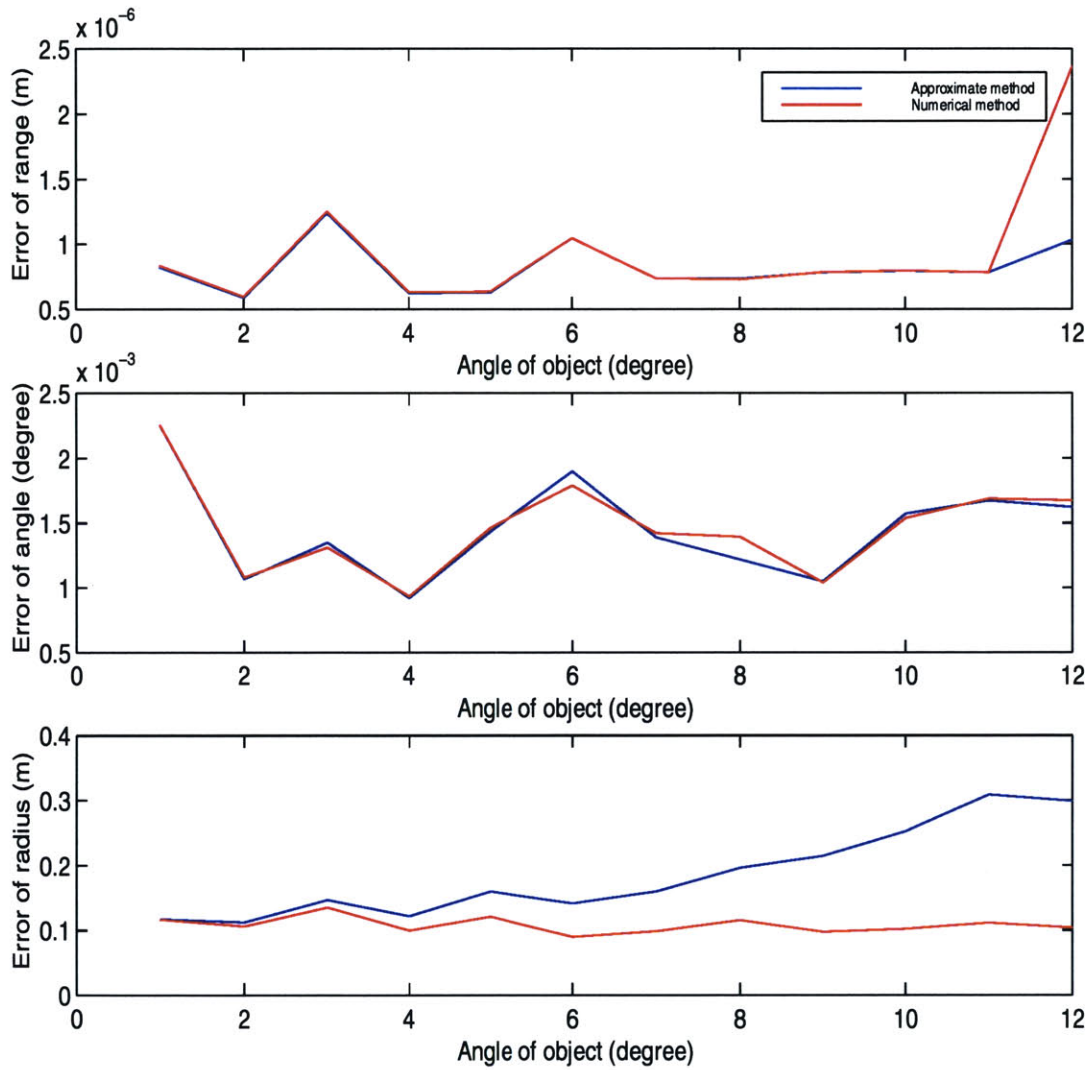 x 10−6
2.5
2
1.5
1
0.5
Error of range (m)
Approximate method
Numerical method
0 2 4 6 8 10 12
Angle of object (degree)
x 10−3
2.5
2
1.5
1
0.5
Error of angle (degree)
0 2 4 6 8 10 12
Angle of object (degree)
0.4
0.3
0.2
0.1
0
Error of radius (m)
0 2 4 6 8 10 12
Angle of object (degree)